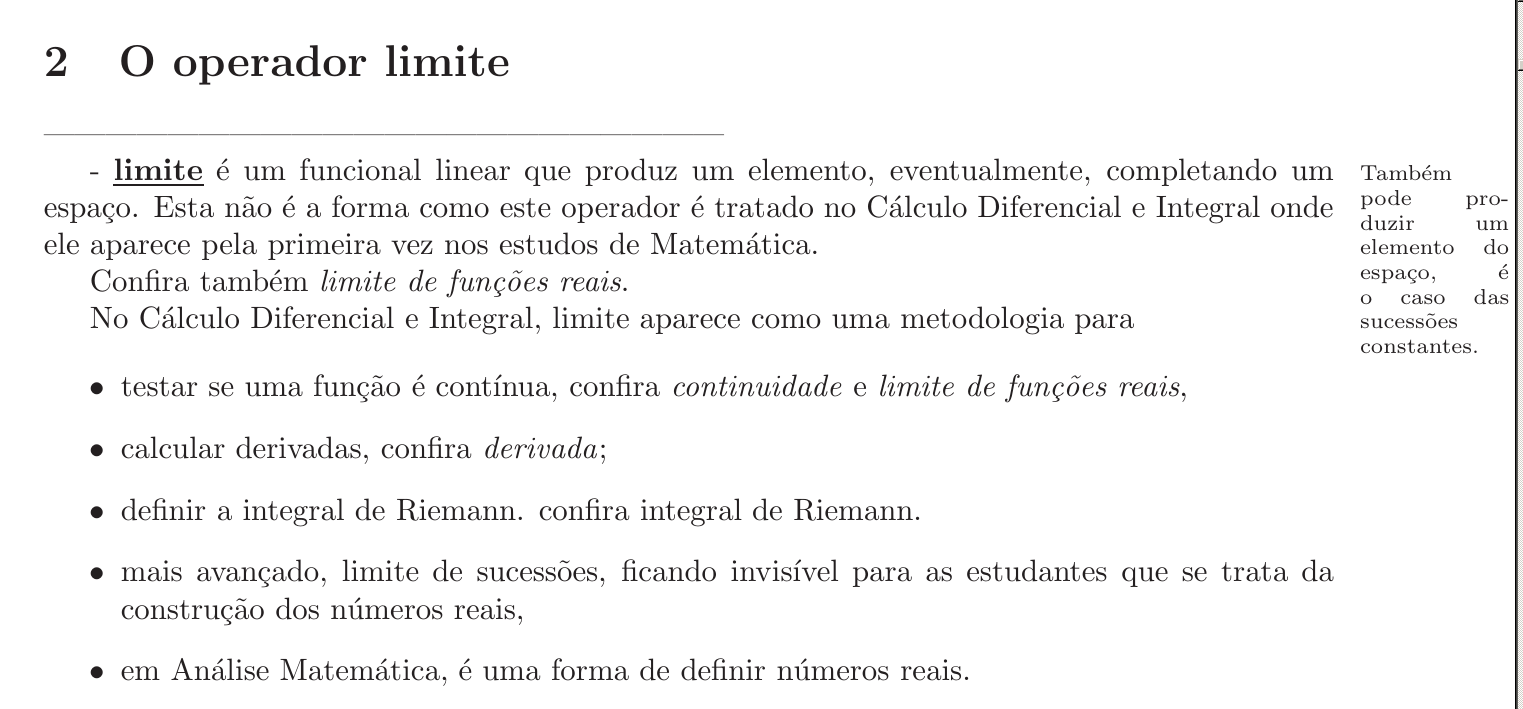 2 O operador limite
- limite é um funcional linear que produz um elemento, eventualmente, completando um
espaço. Esta não é a forma como este operador é tratado no Cálculo Diferencial e Integral onde
ele aparece pela primeira vez nos estudos de Matemática.
Confira também limite de funções reais.
No Cálculo Diferencial e Integral, limite aparece como uma metodologia para
• testar se uma função é contínua, confira continuidade e limite de funções reais,
• calcular derivadas, confira derivada;
• definir a integral de Riemann. confira integral de Riemann.
• mais avançado, limite de sucessões, ficando invisível para as estudantes que se trata da
construção dos números reais,
• em Análise Matemática, é uma forma de definir números reais.
Também
pode pro-
duzir um
elemento do
espaço, é
o caso das
sucessões
constantes.